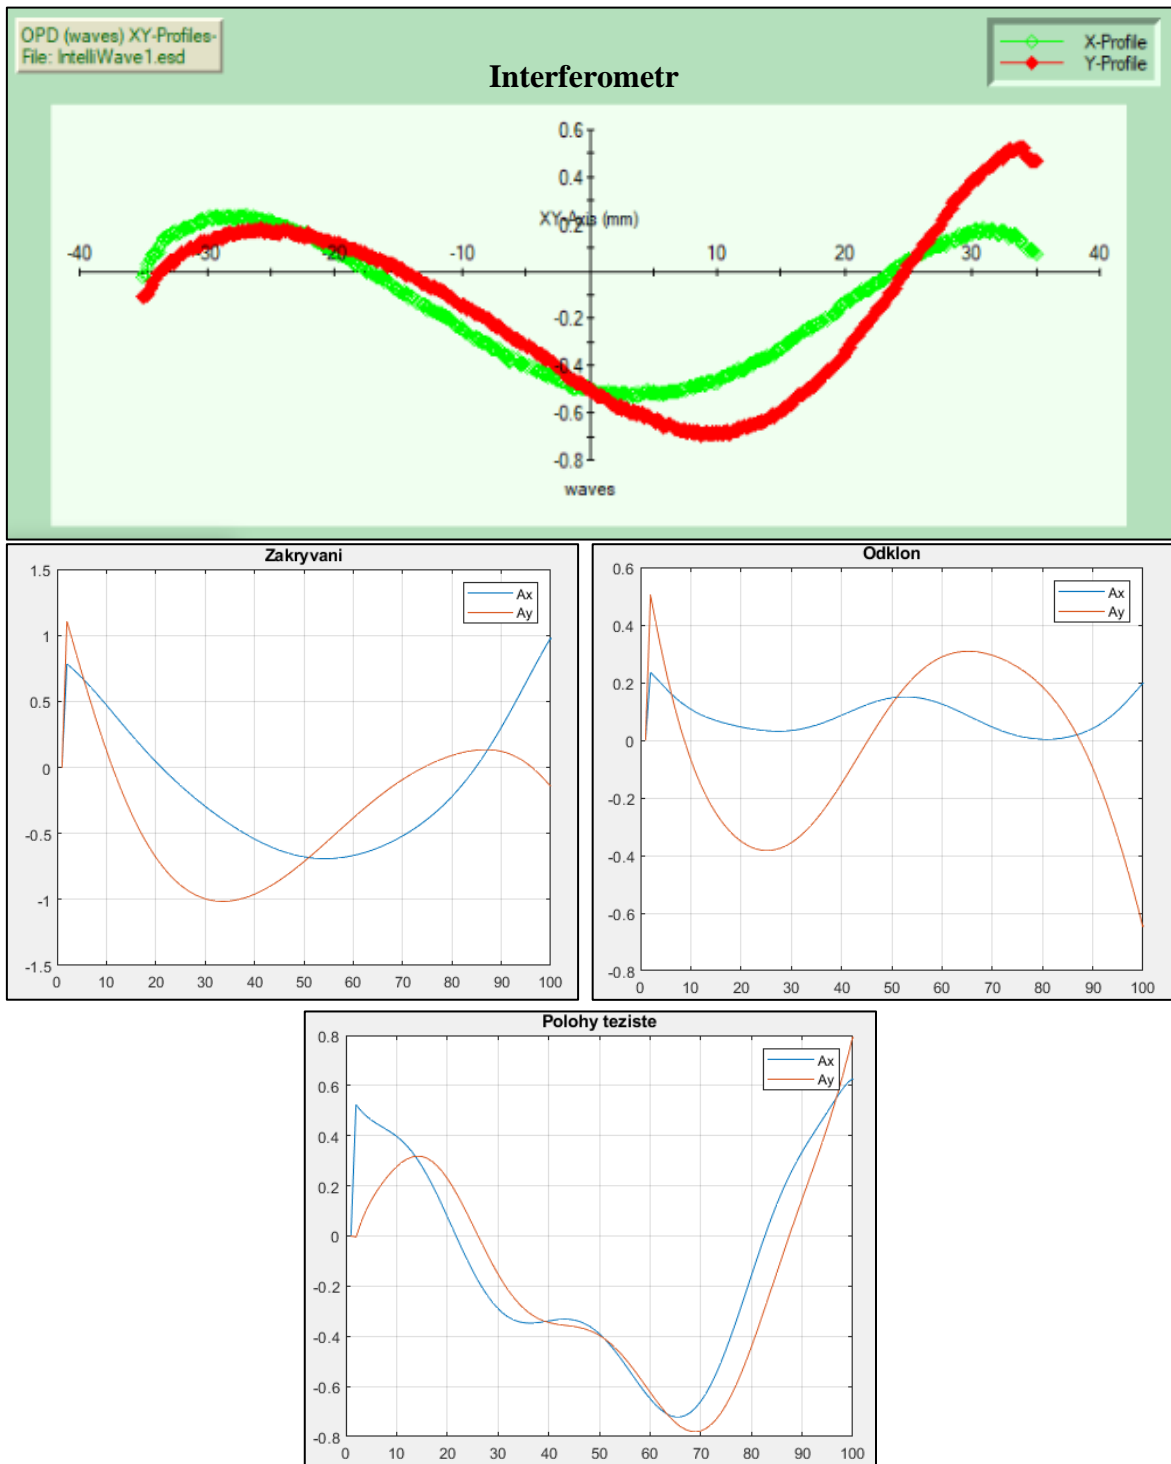 OPD (waves) XY-Profiles-
File: IntelliWave1.esd
X-Profile
Y-Profile
Interferometr
0.6
0.4
XY-Axis (mm)
0.2
-40 -30 -20 -10 10 20 30 40
-0.2
-0.4
-0.6
-0.8
waves
Zakryvani
Ax
Ay
1.5
1
0.5
0
-0.5
-1
-1.5
0 10 20 30 40 50 60 70 80 90 100
Odklon
Ax
Ay
0.6
0.4
0.2
0
-0.2
-0.4
-0.6
-0.8
0 10 20 30 40 50 60 70 80 90 100
Polohy teziste
Ax
Ay
0.8
0.6
0.4
0.2
0
-0.2
-0.4
-0.6
-0.8
0 10 20 30 40 50 60 70 80 90 100